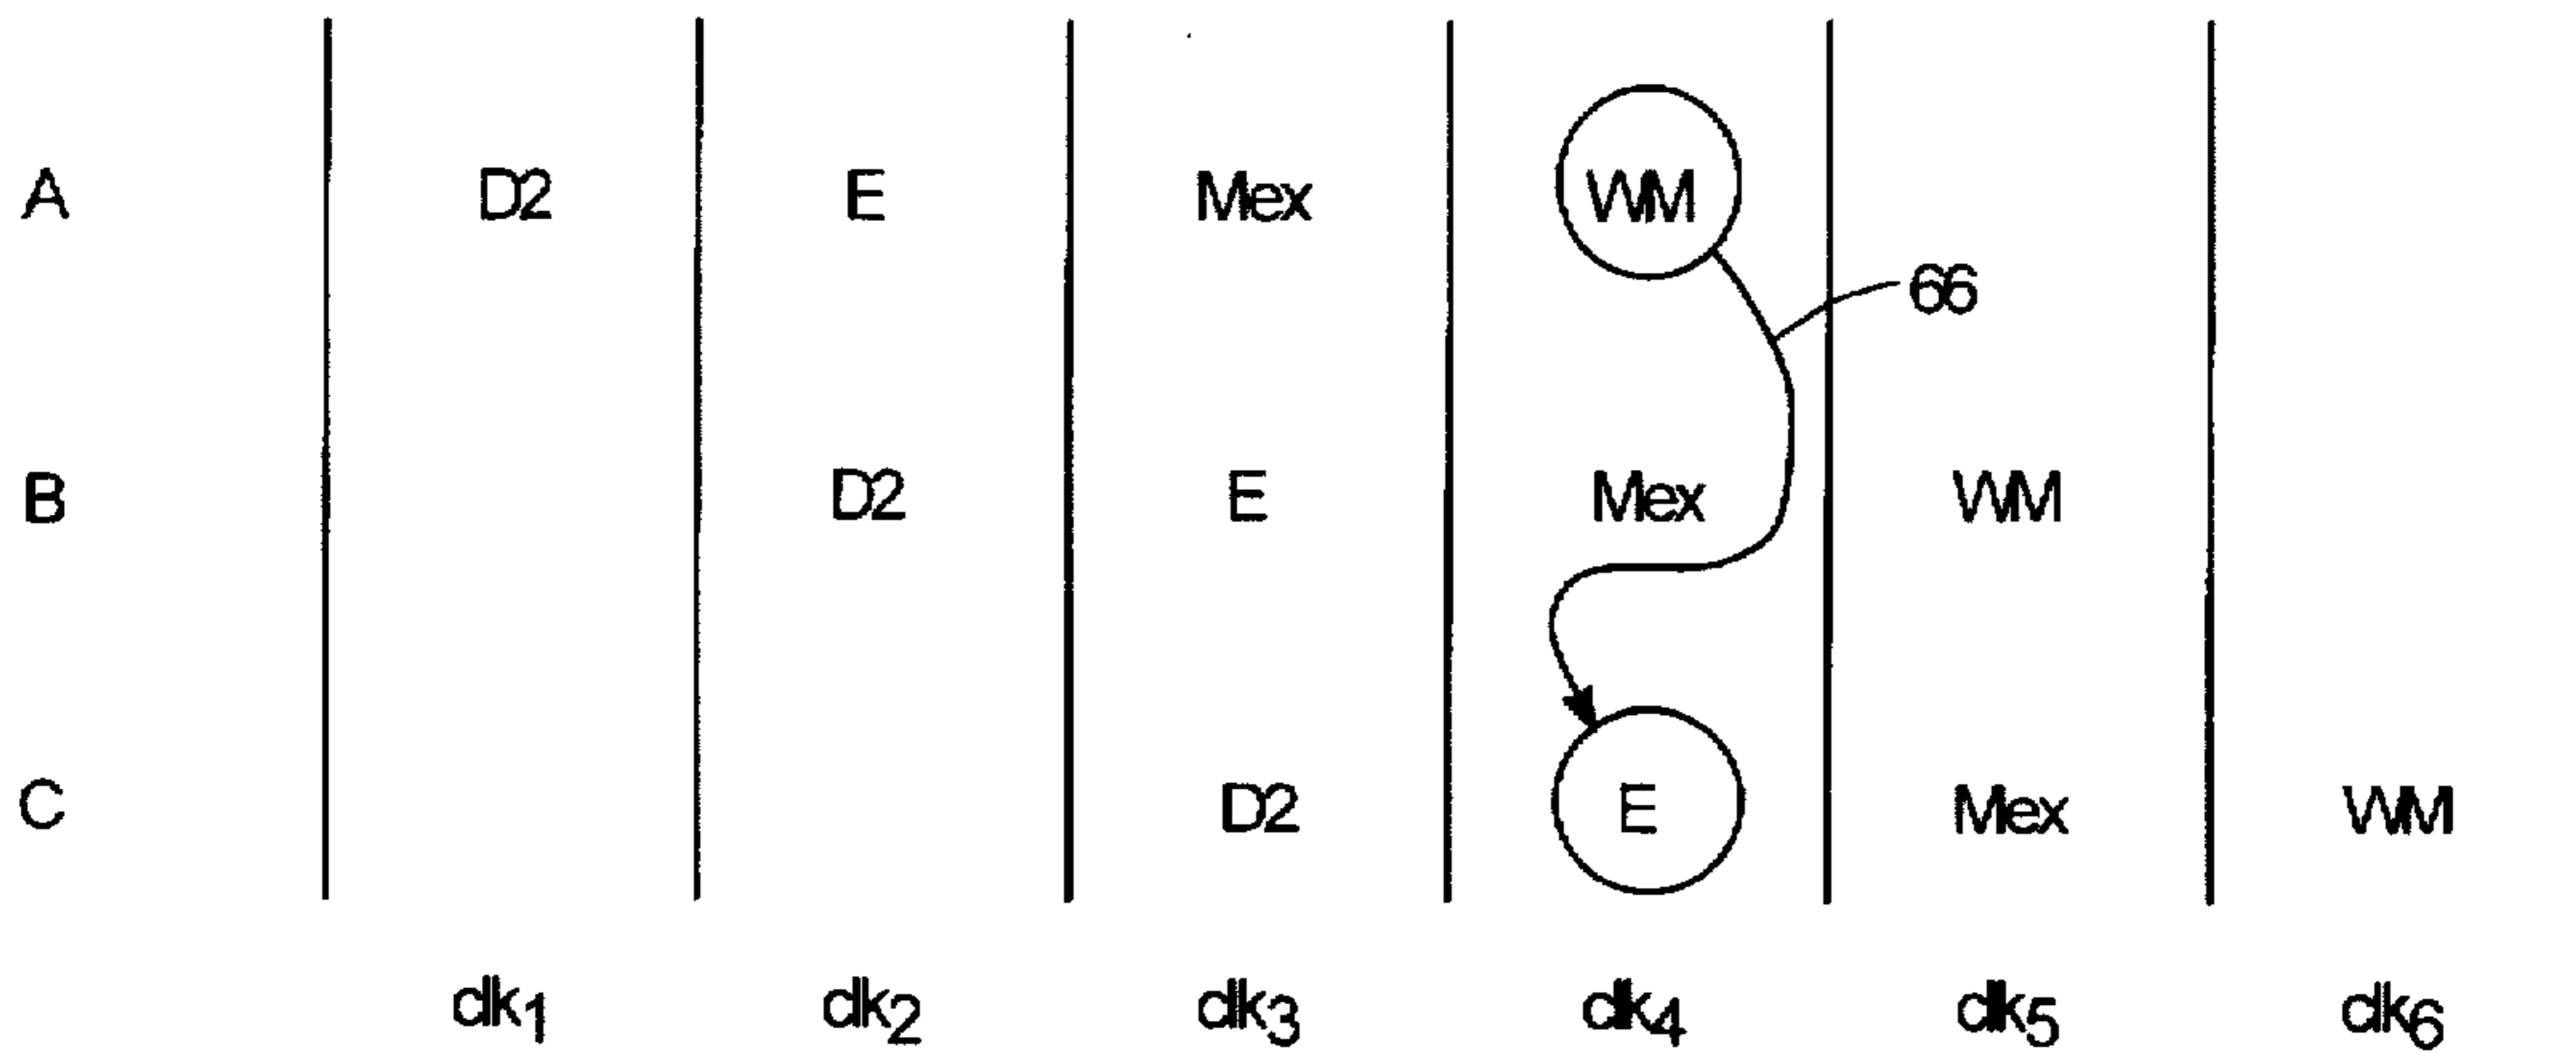 A D2 E Mex WM
66
B D2 E Mex WM
C D2 E Mex WM
clk1 clk2 clk3 clk4 clk5 clk6